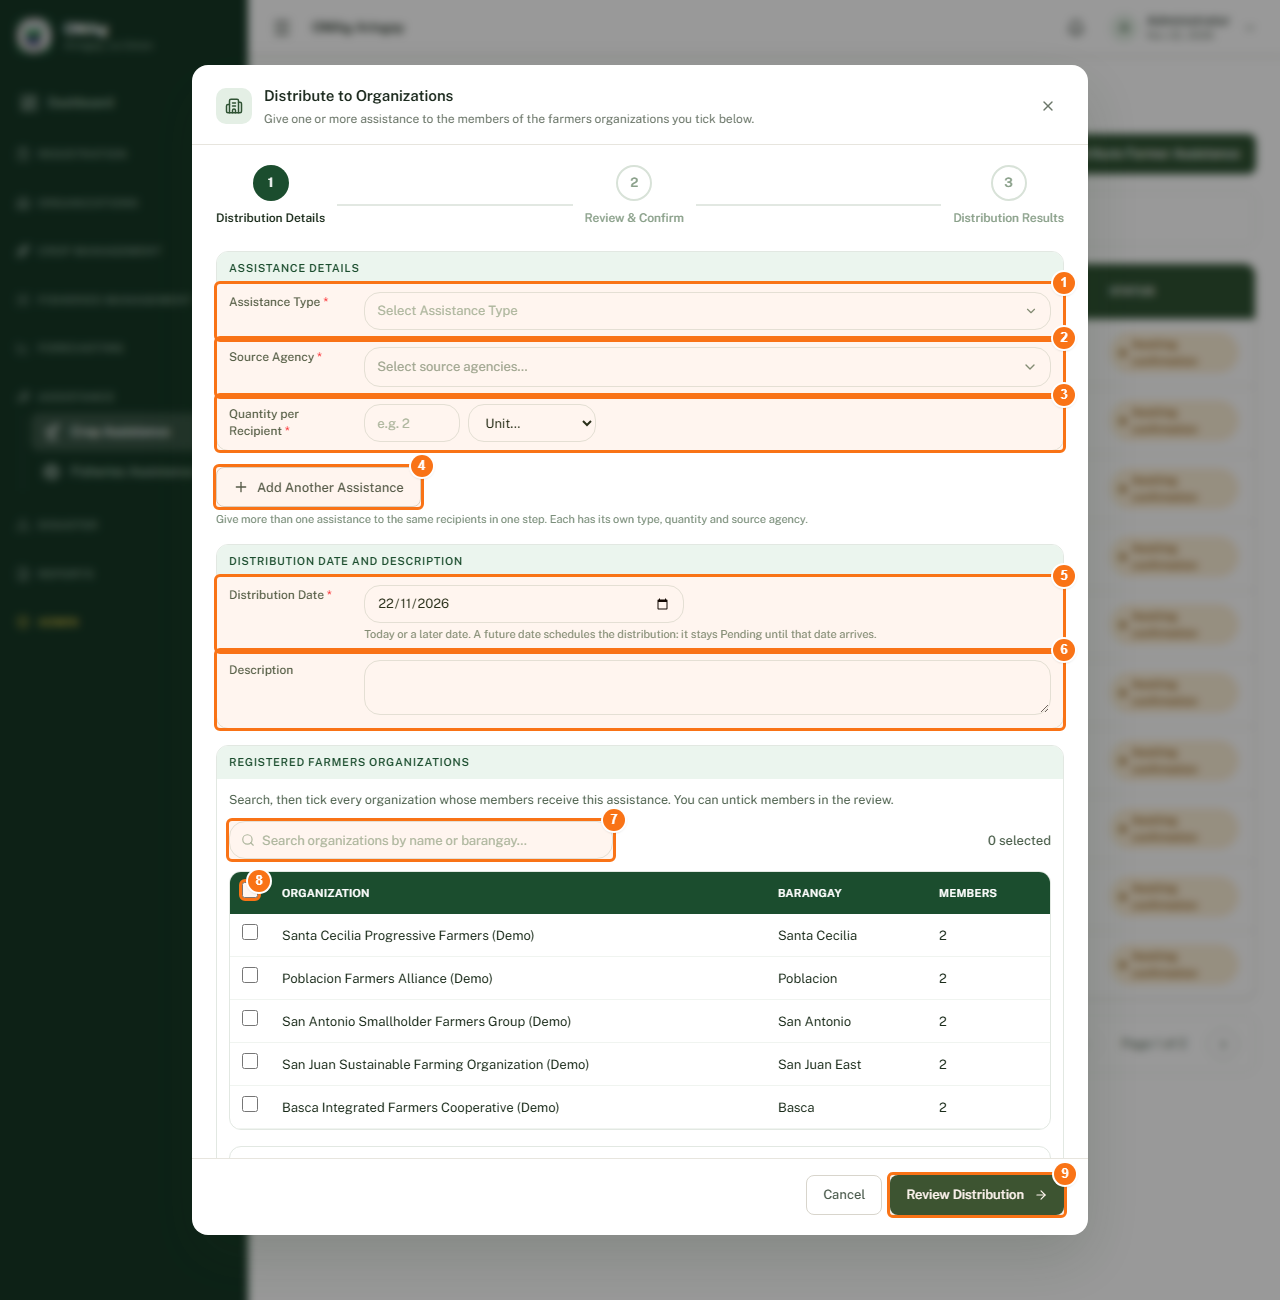 Distribute to Organizations
Give one or more assistance to the members of the farmers organizations you tick below.
1
2
3
Distribution Details
Review & Confirm
Distribution Results
ASSISTANCE DETAILS
1
Assistance Type *
Select Assistance Type
2
Source Agency *
Select source agencies...
3
Quantity per
Recipient *
e.g. 2
Unit...
4
Add Another Assistance
Give more than one assistance to the same recipients in one step. Each has its own type, quantity and source agency.
DISTRIBUTION DATE AND DESCRIPTION
5
Distribution Date *
22/11/2026
Today or a later date. A future date schedules the distribution: it stays Pending until that date arrives.
6
Description
REGISTERED FARMERS ORGANIZATIONS
Search, then tick every organization whose members receive this assistance. You can untick members in the review.
7
Search organizations by name or barangay...
0 selected
8
ORGANIZATION BARANGAY MEMBERS
Santa Cecilia Progressive Farmers (Demo) Santa Cecilia 2
Poblacion Farmers Alliance (Demo) Poblacion 2
San Antonio Smallholder Farmers Group (Demo) San Antonio 2
San Juan Sustainable Farming Organization (Demo) San Juan East 2
Basca Integrated Farmers Cooperative (Demo) Basca 2
9
Cancel
Review Distribution